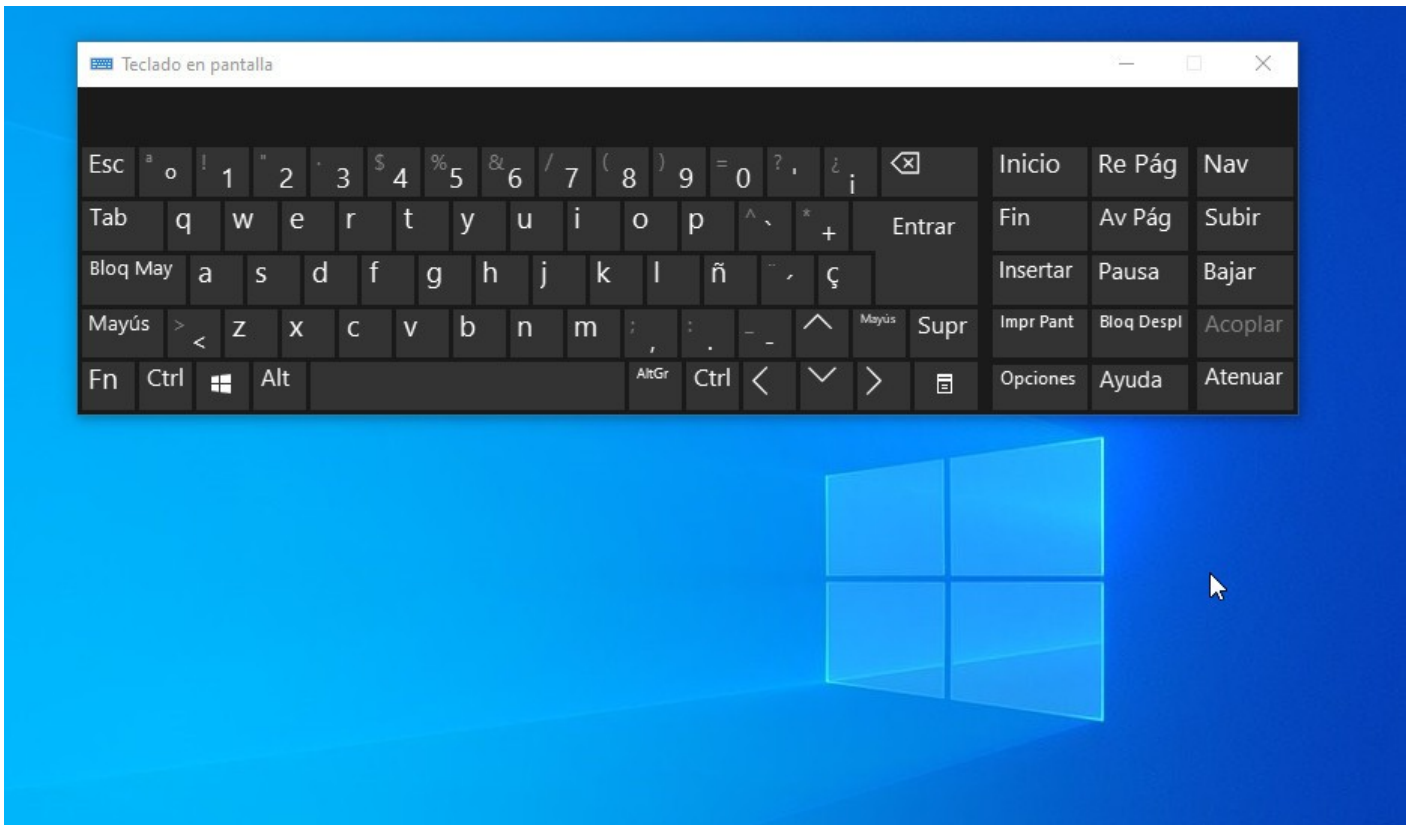 Teclado en pantalla
Esc ª º ! 1 " 2 · 3 $ 4 % 5 & 6 / 7 ( 8 ) 9 = 0 ? ' ¿ ¡ Inicio Re Pág Nav
Tab q w e r t y u i o p ^ ` * + Entrar Fin Av Pág Subir
Bloq May a s d f g h j k l ñ ¨ ´ ç Insertar Pausa Bajar
Mayús > < z x c v b n m ; , : . _ - Mayús Supr Impr Pant Bloq Despl Acoplar
Fn Ctrl Alt AltGr Ctrl Opciones Ayuda Atenuar